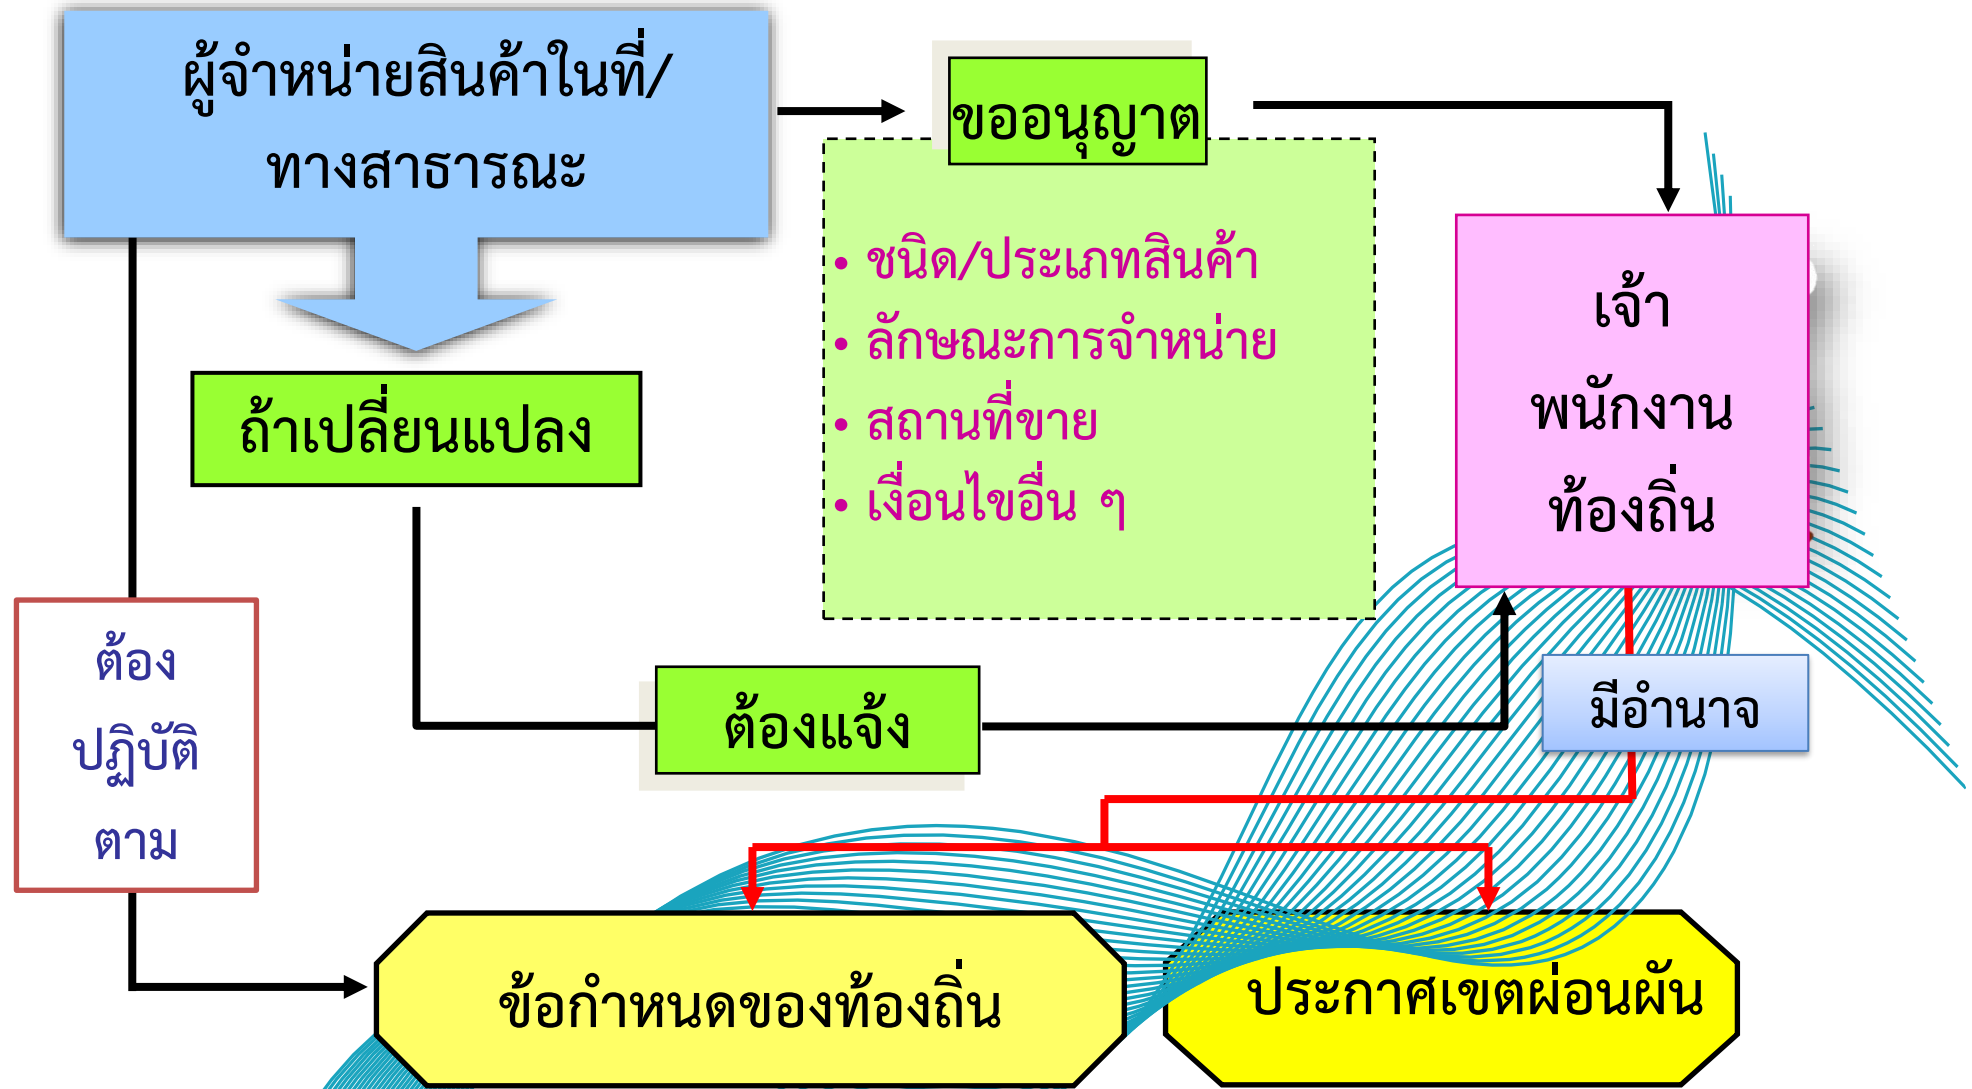 ผู้จำหน่ายสินค้าในที่/
ทางสาธารณะ
ขออนุญาต
• ชนิด/ประเภทสินค้า
• ลักษณะการจำหน่าย
• สถานที่ขาย
• เงื่อนไขอื่น ๆ
เจ้า
พนักงาน
ท้องถิ่น
ถ้าเปลี่ยนแปลง
ต้อง
ปฏิบัติ
ตาม
ต้องแจ้ง
มีอำนาจ
ข้อกำหนดของท้องถิ่น
ประกาศเขตผ่อนผัน